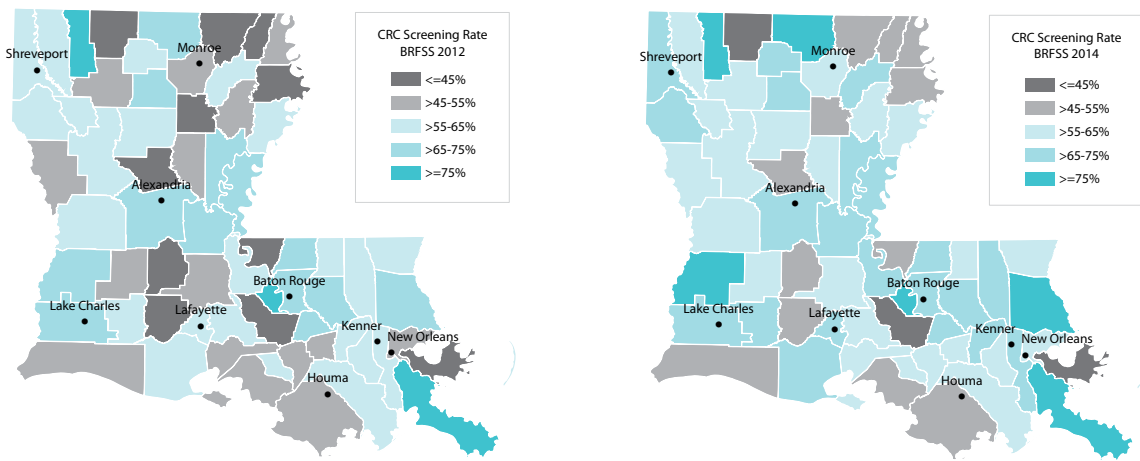 CRC Screening Rate
BRFSS 2012
<=45%
>45-55%
>55-65%
>65-75%
>=75%
Shreveport
Monroe
Alexandria
Baton Rouge
Lake Charles
Lafayette
Kenner
New Orleans
Houma
CRC Screening Rate
BRFSS 2014
<=45%
>45-55%
>55-65%
>65-75%
>=75%
Shreveport
Monroe
Alexandria
Baton Rouge
Lake Charles
Lafayette
Kenner
New Orleans
Houma